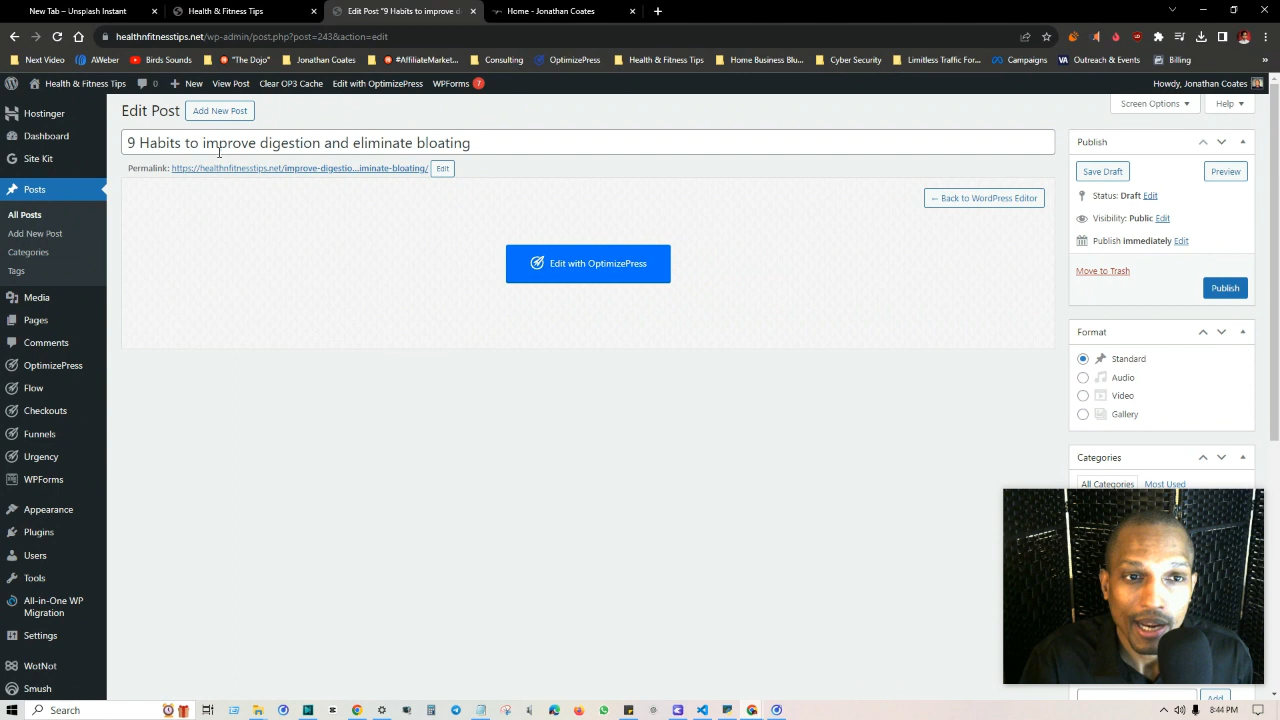 New Tab – Unsplash Instant
Health & Fitness Tips
Edit Post "9 Habits to improve d
Home - Jonathan Coates
healthnfitnesstips.net/wp-admin/post.php?post=243&action=edit
Next Video
AWeber
Birds Sounds
"The Dojo"
Jonathan Coates
#AffiliateMarket...
Consulting
OptimizePress
Health & Fitness Tips
Home Business Blu...
Cyber Security
Limitless Traffic For...
Campaigns
Outreach & Events
Billing
Health & Fitness Tips
0
New
View Post
Clear OP3 Cache
Edit with OptimizePress
WPForms 7
Howdy, Jonathan Coates
Hostinger
Dashboard
Site Kit
Posts
All Posts
Add New Post
Categories
Tags
Media
Pages
Comments
OptimizePress
Flow
Checkouts
Funnels
Urgency
WPForms
Appearance
Plugins
Users
Tools
All-in-One WP
Migration
Settings
WotNot
Smush
Edit Post
Add New Post
Screen Options
Help
9 Habits to improve digestion and eliminate bloating
Permalink: https://healthnfitnesstips.net/improve-digestio...iminate-bloating/ Edit
← Back to WordPress Editor
Edit with OptimizePress
Publish
Save Draft
Preview
Status: Draft Edit
Visibility: Public Edit
Publish immediately Edit
Move to Trash
Publish
Format
Standard
Audio
Video
Gallery
Categories
All Categories
Most Used
Add
Search
8:44 PM